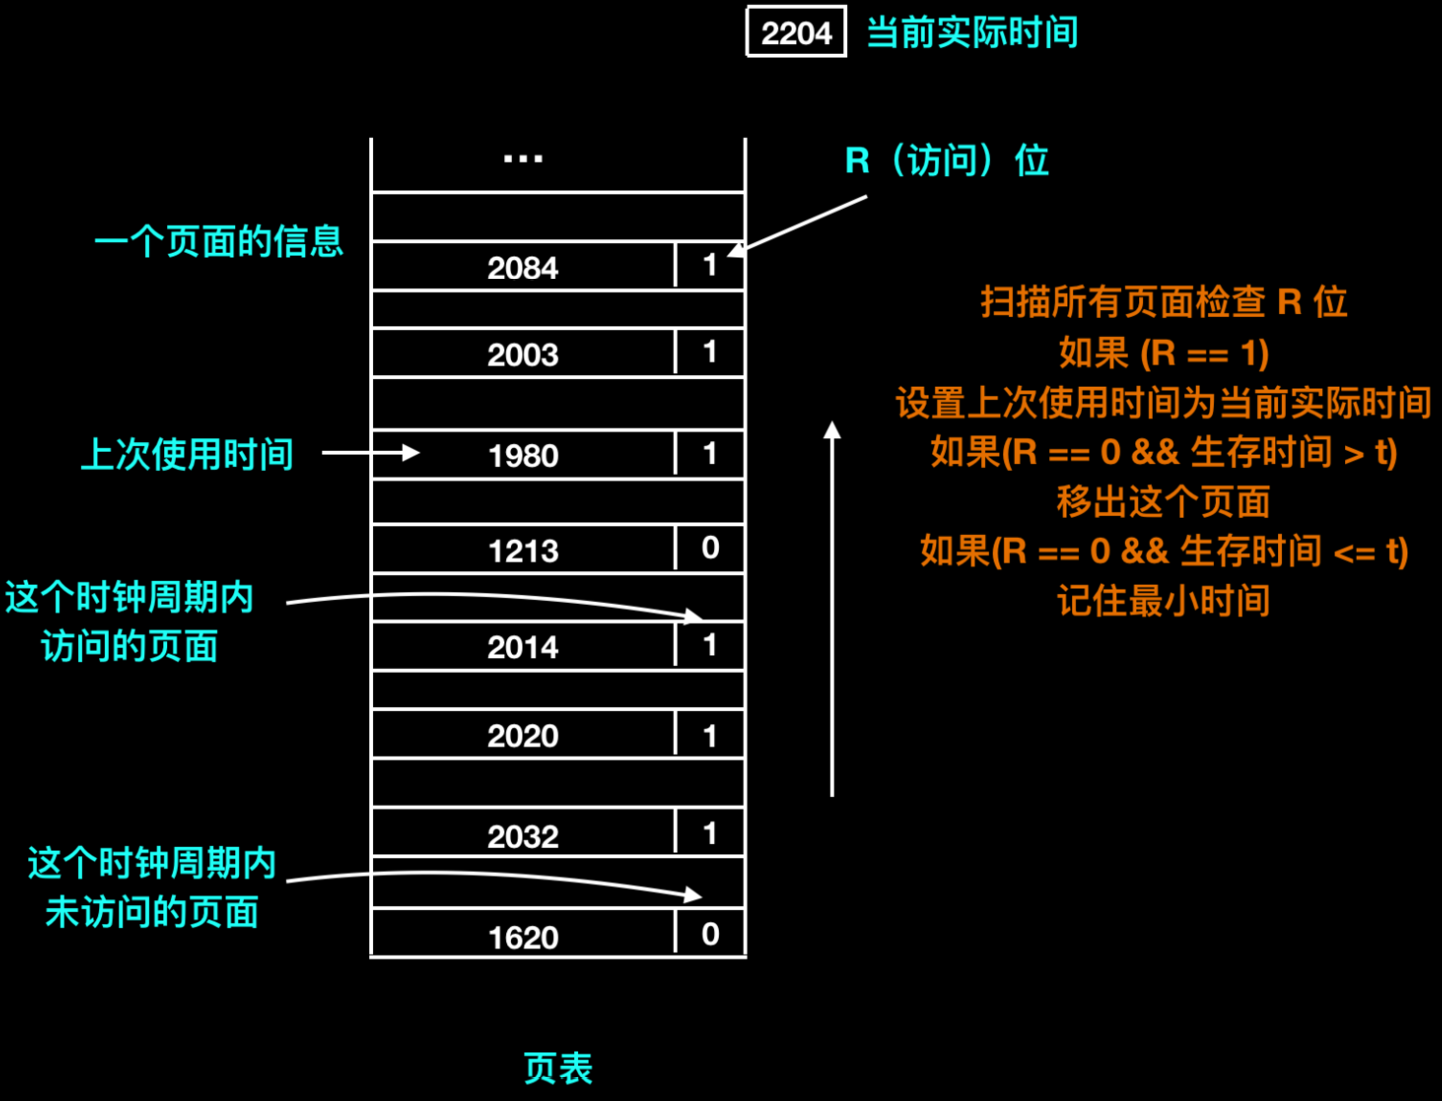 2204 当前实际时间
...
R（访问）位
一个页面的信息
2084 1
2003 1
扫描所有页面检查 R 位
如果 (R == 1)
设置上次使用时间为当前实际时间
如果(R == 0 && 生存时间 > t)
移出这个页面
如果(R == 0 && 生存时间 <= t)
记住最小时间
上次使用时间
1980 1
1213 0
这个时钟周期内
访问的页面
2014 1
2020 1
2032 1
这个时钟周期内
未访问的页面
1620 0
页表